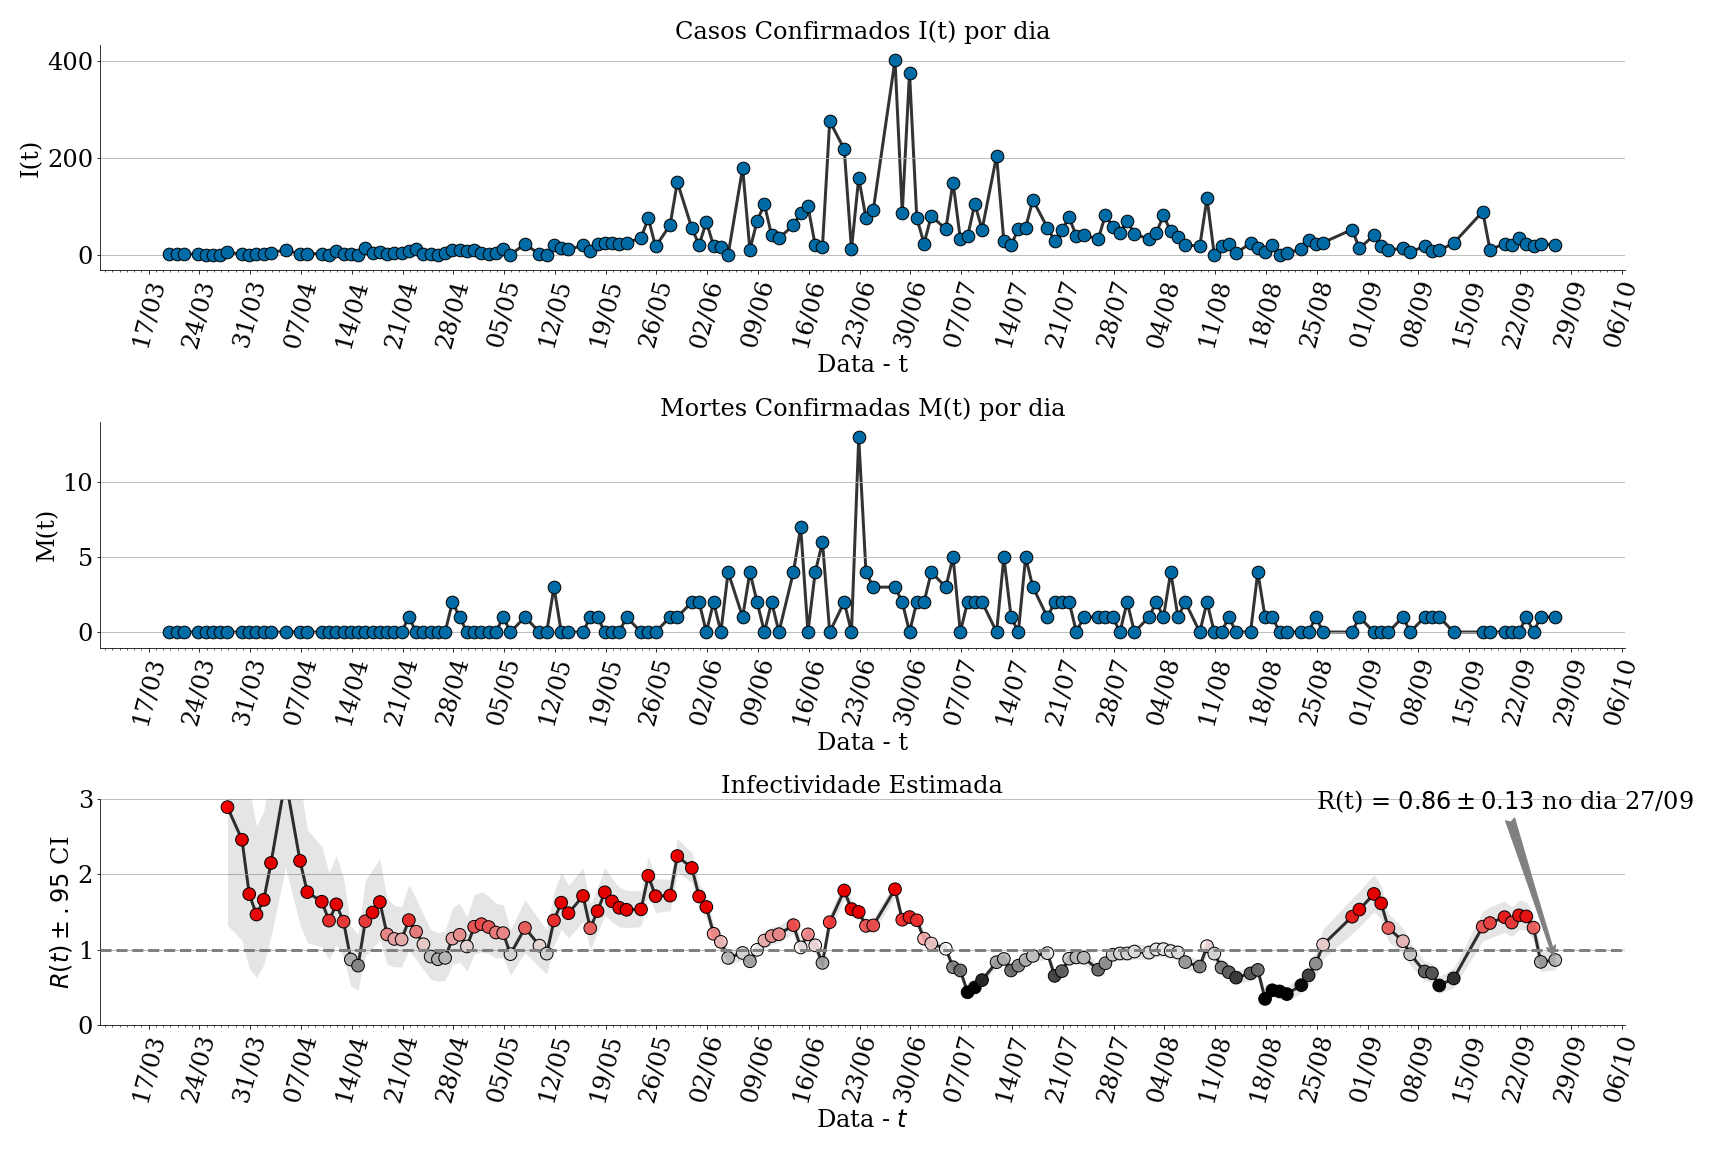 Casos Confirmados I(t) por dia
I(t)
400
200
0
17/03 24/03 31/03 07/04 14/04 21/04 28/04 05/05 12/05 19/05 26/05 02/06 09/06 16/06 23/06 30/06 07/07 14/07 21/07 28/07 04/08 11/08 18/08 25/08 01/09 08/09 15/09 22/09 29/09 06/10
Data - t
Mortes Confirmadas M(t) por dia
M(t)
10
5
0
17/03 24/03 31/03 07/04 14/04 21/04 28/04 05/05 12/05 19/05 26/05 02/06 09/06 16/06 23/06 30/06 07/07 14/07 21/07 28/07 04/08 11/08 18/08 25/08 01/09 08/09 15/09 22/09 29/09 06/10
Data - t
Infectividade Estimada
R(t) = 0.86 ± 0.13 no dia 27/09
R(t) ± .95 CI
3
2
1
0
17/03 24/03 31/03 07/04 14/04 21/04 28/04 05/05 12/05 19/05 26/05 02/06 09/06 16/06 23/06 30/06 07/07 14/07 21/07 28/07 04/08 11/08 18/08 25/08 01/09 08/09 15/09 22/09 29/09 06/10
Data - t